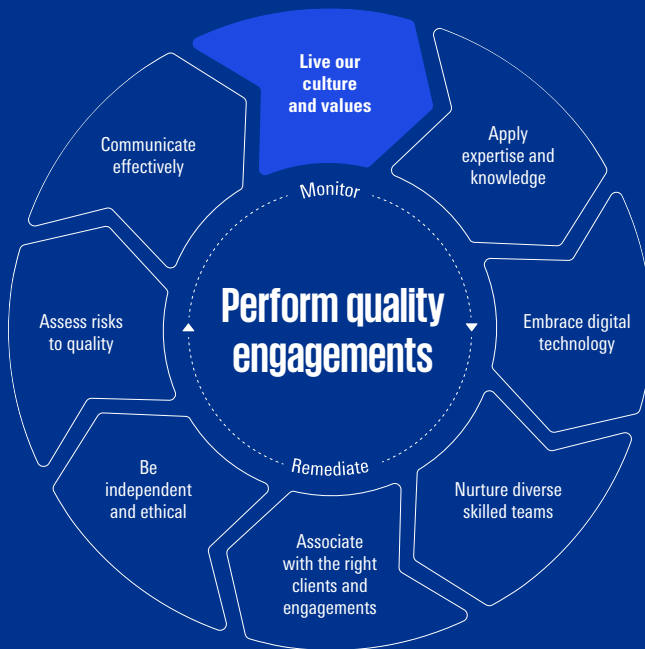 Live our
culture
and values
Apply
expertise and
knowledge
Embrace digital
technology
Nurture diverse
skilled teams
Associate
with the right
clients and
engagements
Be
independent
and ethical
Assess risks
to quality
Communicate
effectively
Monitor
Perform quality
engagements
Remediate